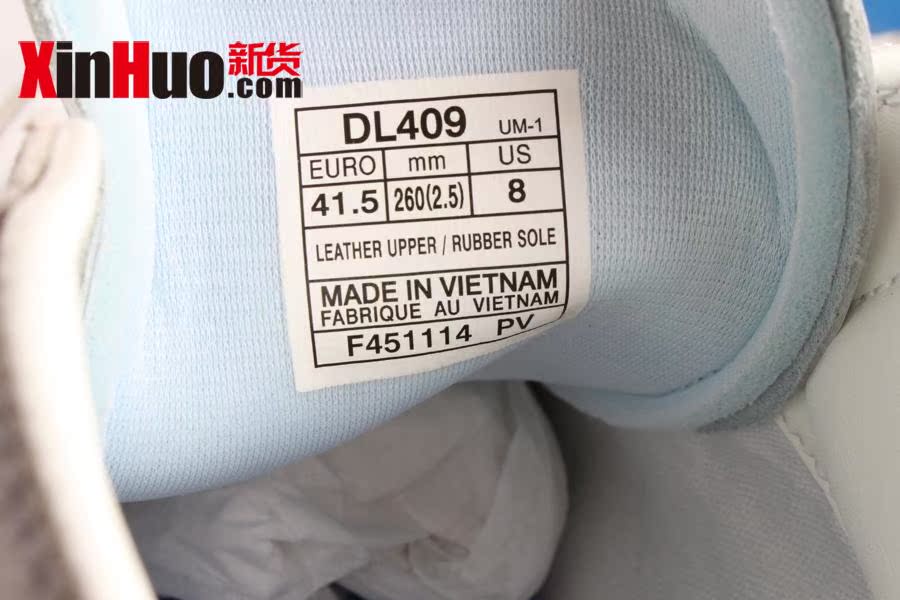 XinHuo新货.com
DL409 UM-1
EURO mm US
41.5 260(2.5) 8
LEATHER UPPER / RUBBER SOLE
MADE IN VIETNAM
FABRIQUE AU VIETNAM
F451114 PV